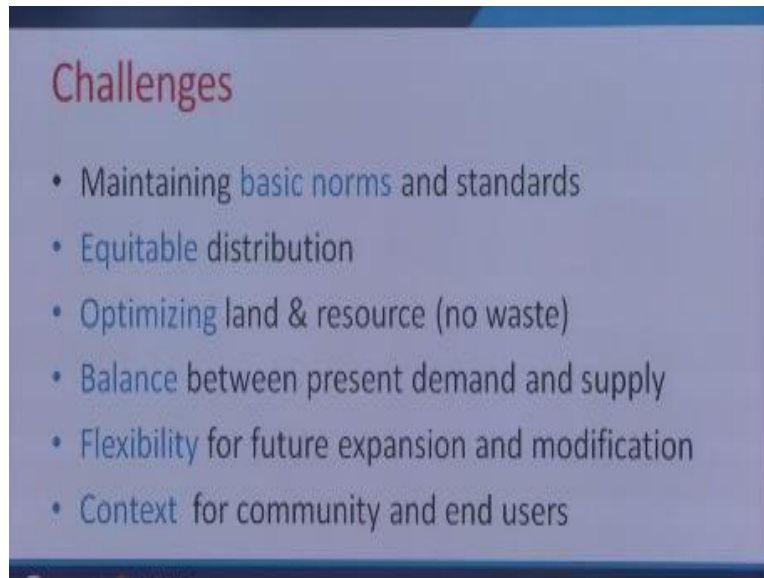 Challenges
• Maintaining basic norms and standards
• Equitable distribution
• Optimizing land & resource (no waste)
• Balance between present demand and supply
• Flexibility for future expansion and modification
• Context for community and end users